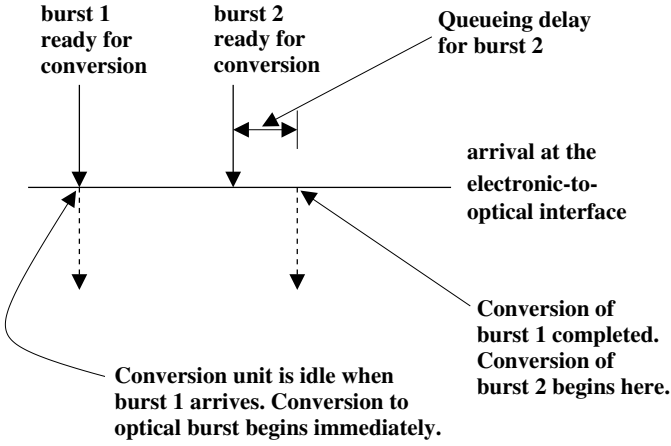 burst 1
ready for
conversion
burst 2
ready for
conversion
Queueing delay
for burst 2
arrival at the
electronic-to-
optical interface
Conversion of
burst 1 completed.
Conversion of
burst 2 begins here.
Conversion unit is idle when
burst 1 arrives. Conversion to
optical burst begins immediately.